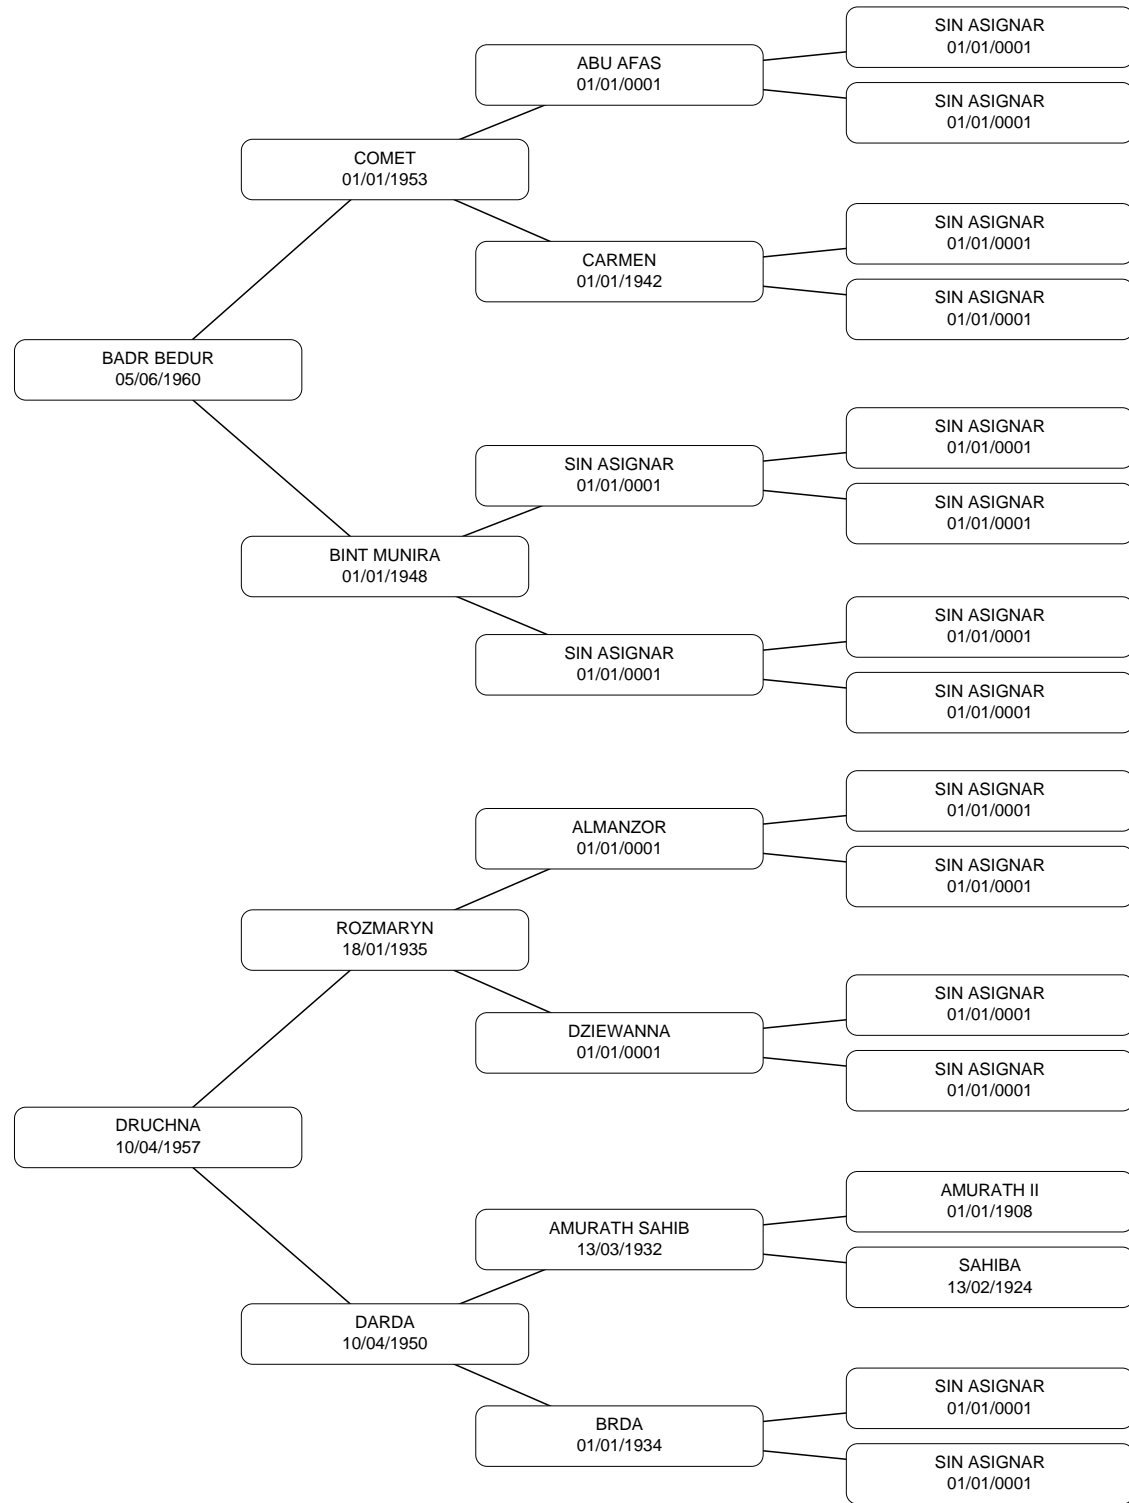 SIN ASIGNAR
01/01/0001
ABU AFAS
01/01/0001
SIN ASIGNAR
01/01/0001
COMET
01/01/1953
SIN ASIGNAR
01/01/0001
CARMEN
01/01/1942
SIN ASIGNAR
01/01/0001
BADR BEDUR
05/06/1960
SIN ASIGNAR
01/01/0001
SIN ASIGNAR
01/01/0001
SIN ASIGNAR
01/01/0001
BINT MUNIRA
01/01/1948
SIN ASIGNAR
01/01/0001
SIN ASIGNAR
01/01/0001
SIN ASIGNAR
01/01/0001
SIN ASIGNAR
01/01/0001
ALMANZOR
01/01/0001
SIN ASIGNAR
01/01/0001
ROZMARYN
18/01/1935
SIN ASIGNAR
01/01/0001
DZIEWANNA
01/01/0001
SIN ASIGNAR
01/01/0001
DRUCHNA
10/04/1957
AMURATH II
01/01/1908
AMURATH SAHIB
13/03/1932
SAHIBA
13/02/1924
DARDA
10/04/1950
SIN ASIGNAR
01/01/0001
BRDA
01/01/1934
SIN ASIGNAR
01/01/0001